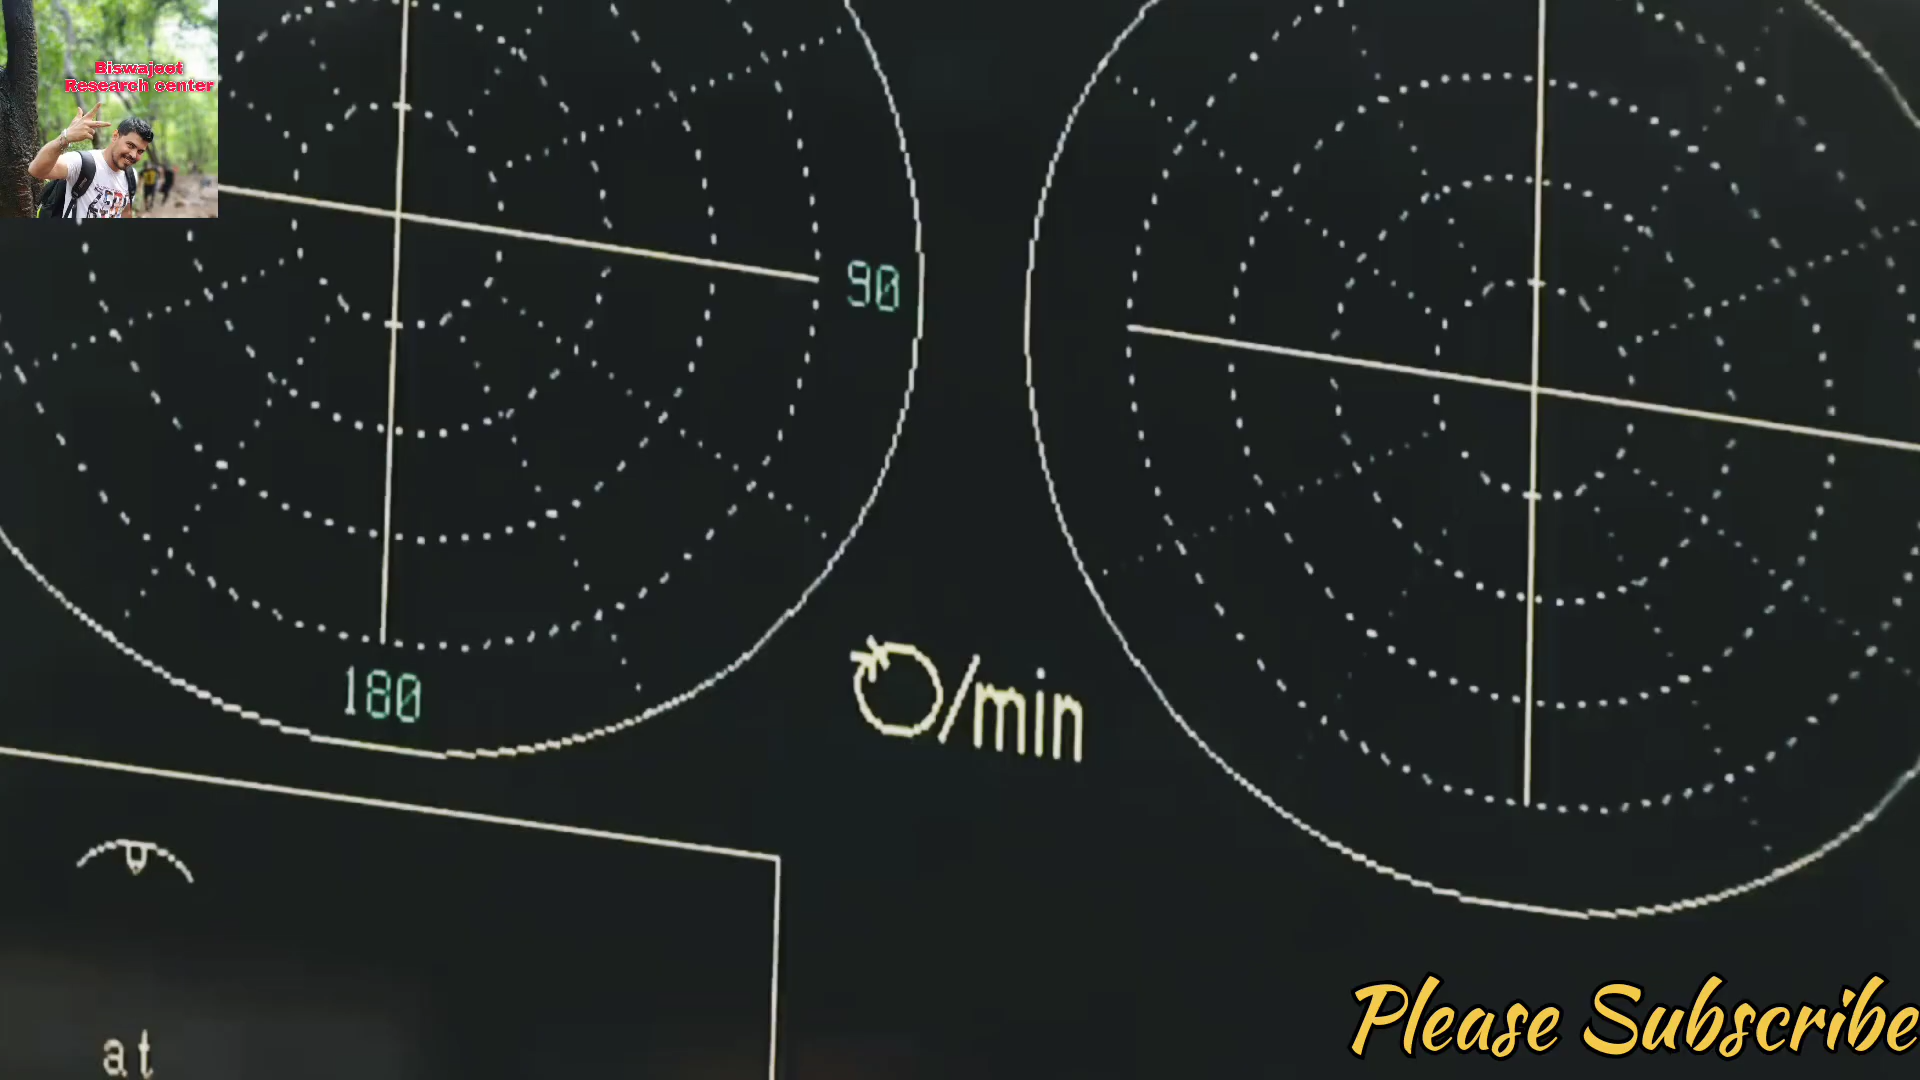 Biswajeet
Research center
90
180
/min
at
Please Subscribe